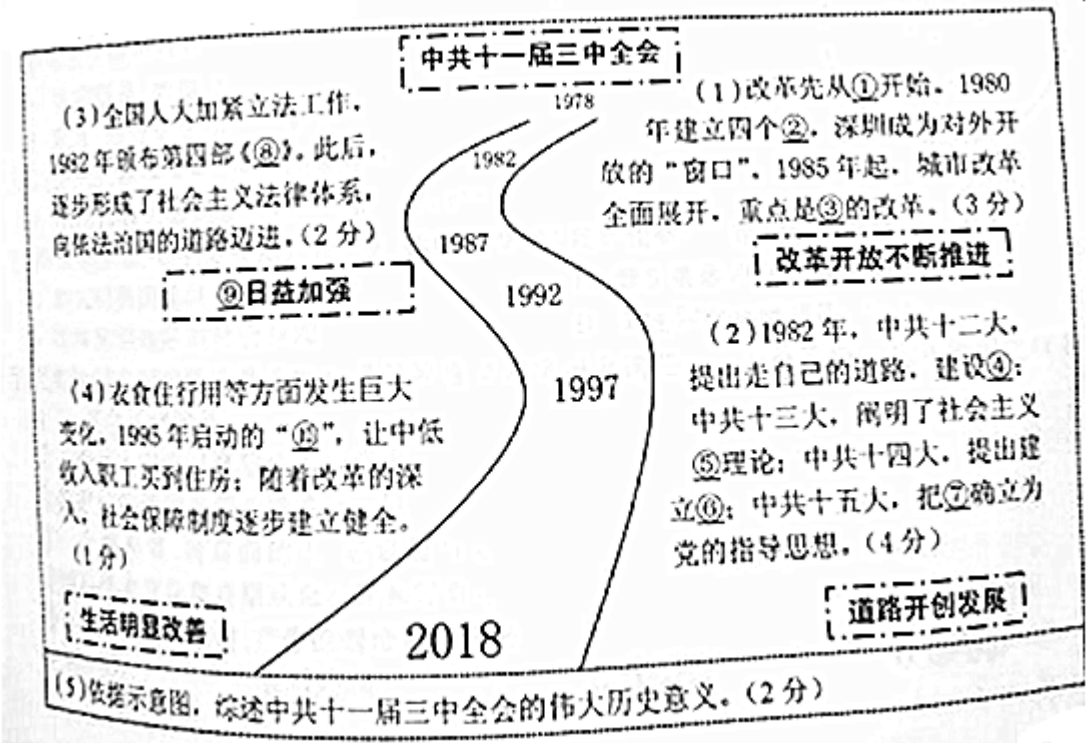 中共十一届三中全会
1978
1982
1987
1992
1997
2018
(1)改革先从①开始。1980
年建立四个②,深圳成为对外开
放的“窗口”。1985年起,城市改革
全面展开,重点是③的改革。(3分)
改革开放不断推进
(2)1982年,中共十二大,
提出走自己的道路,建设④;
中共十三大,阐明了社会主义
⑤理论;中共十四大,提出建
立⑥;中共十五大,把⑦确立为
党的指导思想。(4分)
道路开创发展
(3)全国人大加紧立法工作,
1982年颁布第四部《⑧》。此后,
逐步形成了社会主义法律体系,
向依法治国的道路迈进。(2分)
⑨日益加强
(4)衣食住行用等方面发生巨大
变化。1995年启动的“⑩”,让中低
收入职工买到住房;随着改革的深
入,社会保障制度逐步建立健全。
(1分)
生活明显改善
(5)依据示意图,综述中共十一届三中全会的伟大历史意义。(2分)